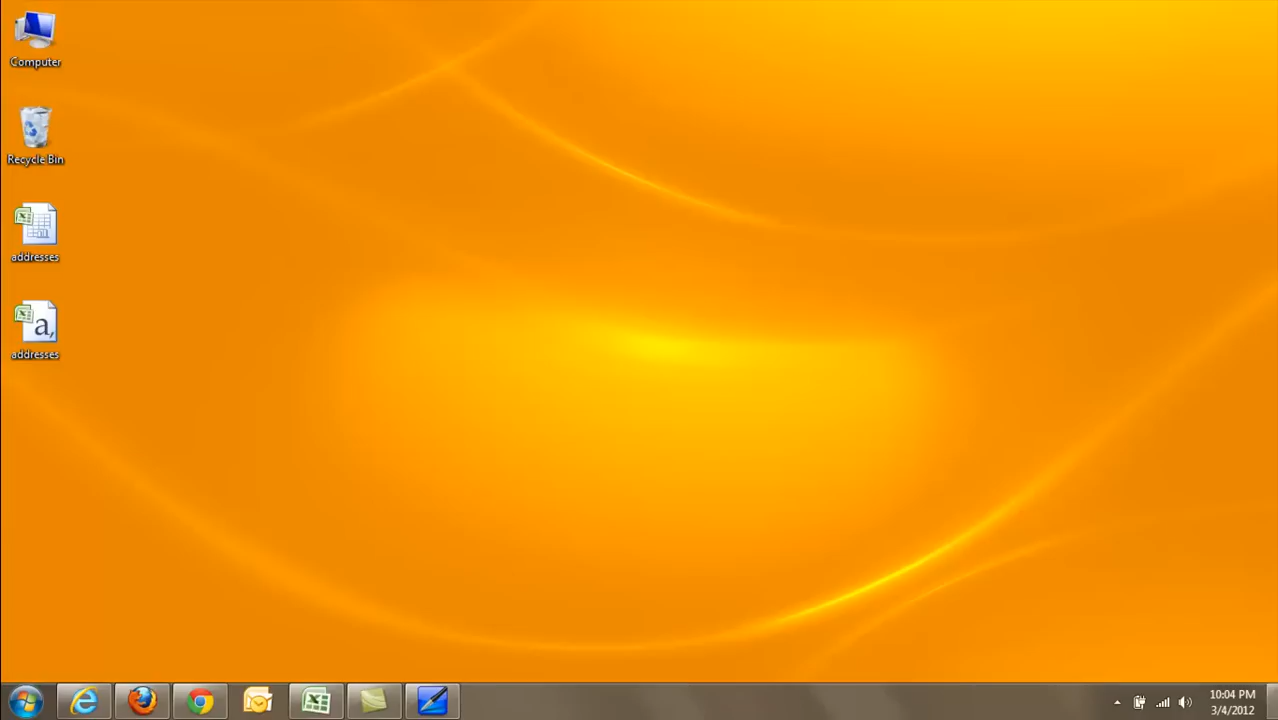 Computer
Recycle Bin
addresses
a,
addresses
10:04 PM
3/4/2012